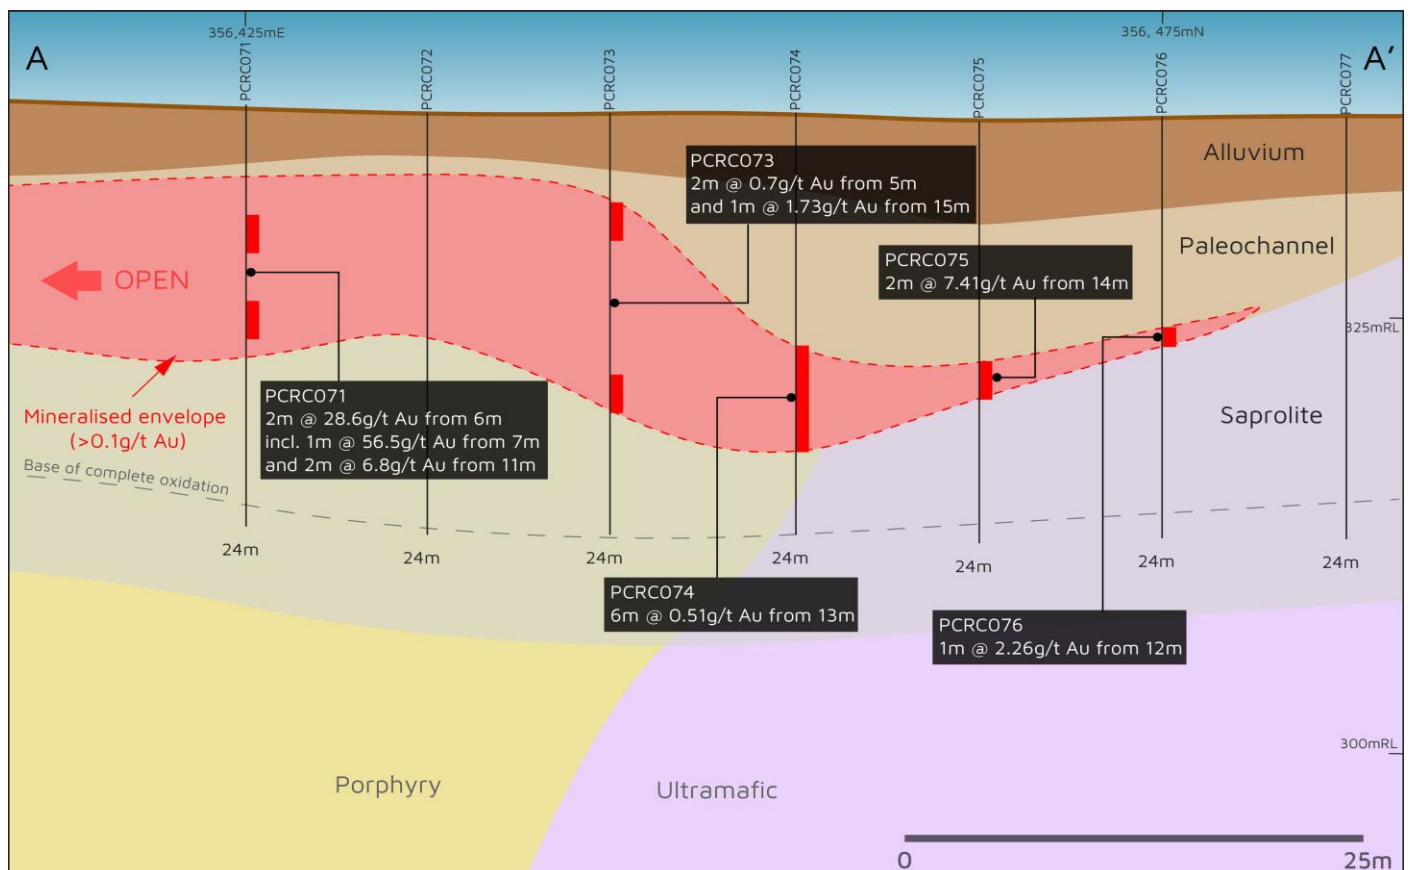 356,425mE
356, 475mN
A
A’
PCRC071
PCRC072
PCRC073
PCRC074
PCRC075
PCRC076
PCRC077
Alluvium
PCRC073
2m @ 0.7g/t Au from 5m
and 1m @ 1.73g/t Au from 15m
Paleochannel
PCRC075
2m @ 7.41g/t Au from 14m
OPEN
325mRL
PCRC071
2m @ 28.6g/t Au from 6m
incl. 1m @ 56.5g/t Au from 7m
and 2m @ 6.8g/t Au from 11m
Mineralised envelope
(>0.1g/t Au)
Saprolite
Base of complete oxidation
24m
24m
24m
24m
24m
24m
24m
PCRC074
6m @ 0.51g/t Au from 13m
PCRC076
1m @ 2.26g/t Au from 12m
300mRL
Porphyry
Ultramafic
0
25m